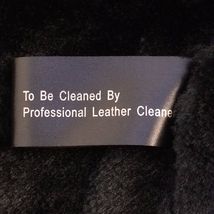 To Be Cleaned By
Professional Leather Cleane